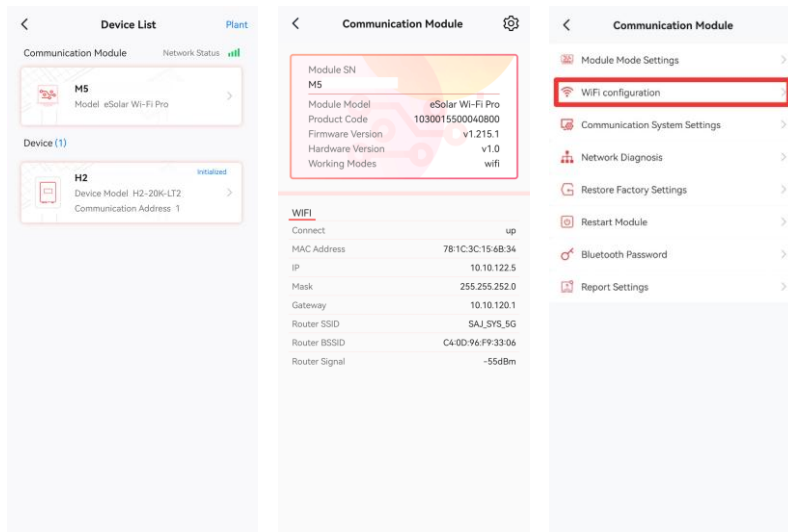 Device List
Plant
Communication Module
Network Status
M5
Model eSolar Wi-Fi Pro
Device (1)
H2
Initialized
Device Model H2-20K-LT2
Communication Address 1
Communication Module
Module SN
M5
Module Model eSolar Wi-Fi Pro
Product Code 1030015500040800
Firmware Version v1.215.1
Hardware Version v1.0
Working Modes wifi
WIFI
Connect up
MAC Address 78:1C:3C:15:6B:34
IP 10.10.122.5
Mask 255.255.252.0
Gateway 10.10.120.1
Router SSID SAJ_SYS_5G
Router BSSID C4:0D:96:F9:33:06
Router Signal -55dBm
Communication Module
Module Mode Settings
WiFi configuration
Communication System Settings
Network Diagnosis
Restore Factory Settings
Restart Module
Bluetooth Password
Report Settings